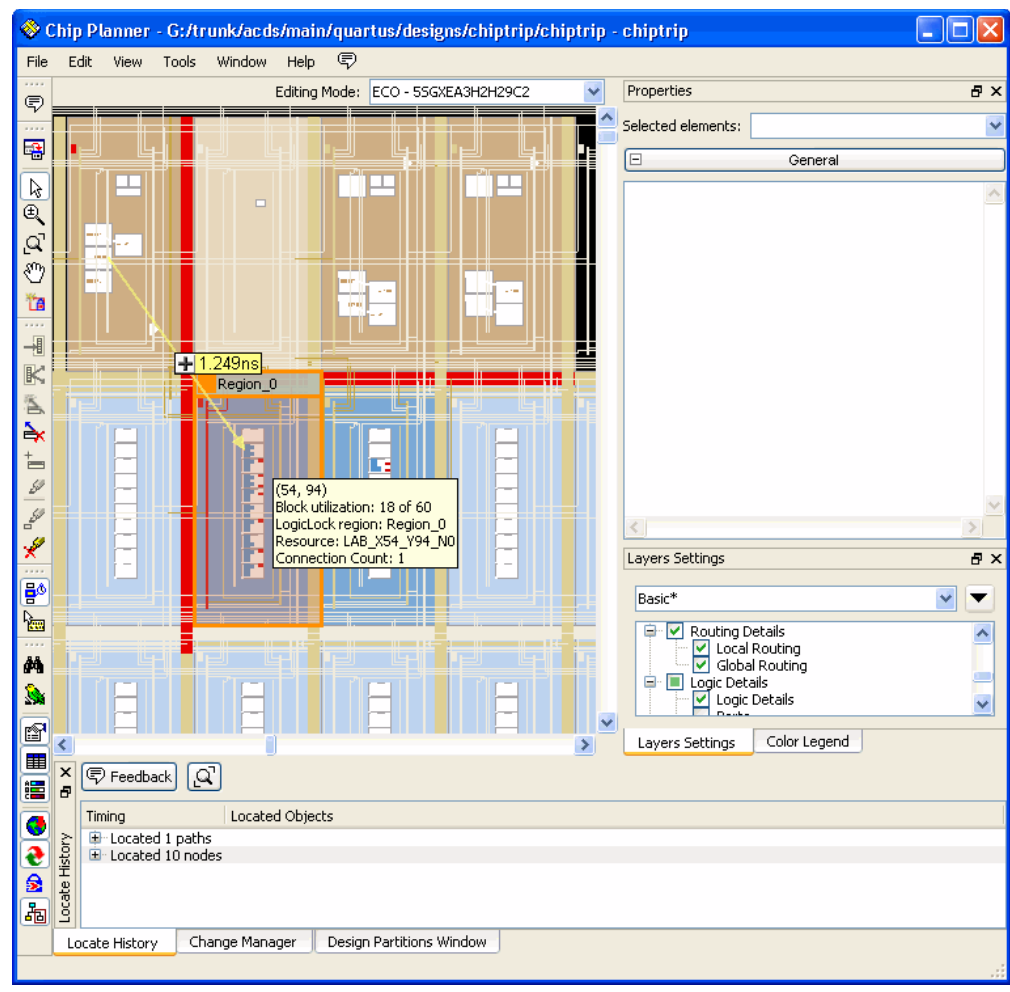 Chip Planner - G:/trunk/acds/main/quartus/designs/chiptrip/chiptrip - chiptrip
File Edit View Tools Window Help
Editing Mode: ECO - 5SGXEA3H2H29C2
Properties
Selected elements:
General
1.249ns
Region_0
(54, 94)
Block utilization: 18 of 60
LogicLock region: Region_0
Resource: LAB_X54_Y94_N0
Connection Count: 1
Layers Settings
Basic*
Routing Details
Local Routing
Global Routing
Logic Details
Logic Details
Layers Settings Color Legend
Feedback
Timing Located Objects
Located 1 paths
Located 10 nodes
Locate History
Locate History Change Manager Design Partitions Window